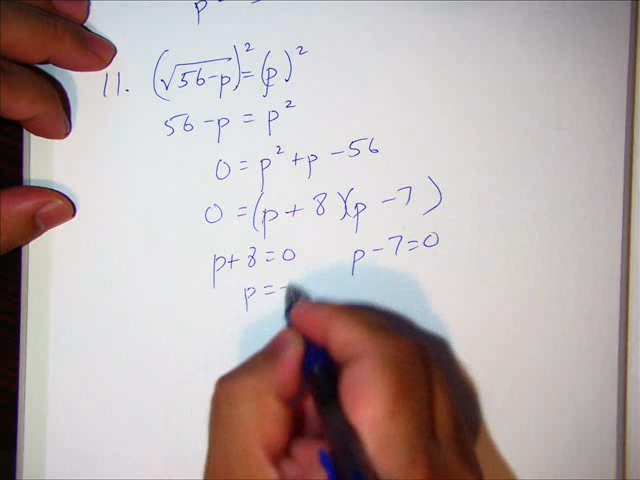 p =
11. (√56-p)² = (p)²
56 - p = p²
0 = p² + p - 56
0 = (p + 8)(p - 7)
p + 8 = 0 p - 7 = 0
p = -